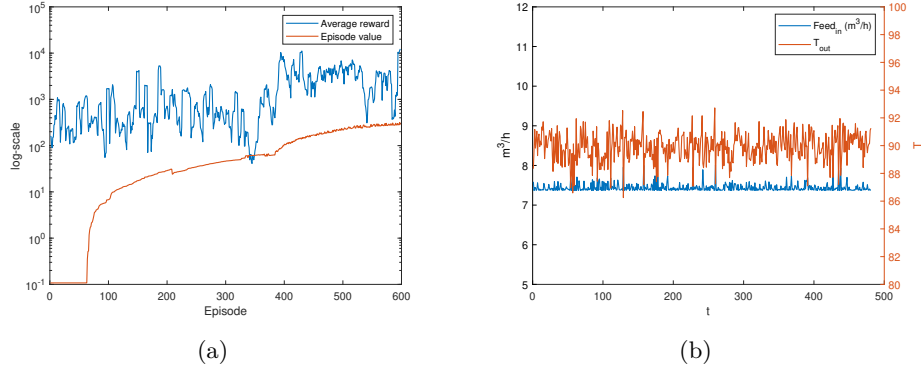 10^5
10^4
10^3
10^2
10^1
10^0
10^-1
log-scale
0 100 200 300 400 500 600
Episode
Average reward
Episode value
(a)
12
11
10
9
8
7
6
5
m^3/h
0 100 200 300 400 500
t
Feed_in (m^3/h)
T_out
100
98
96
94
92
90
88
86
84
82
80
T
(b)